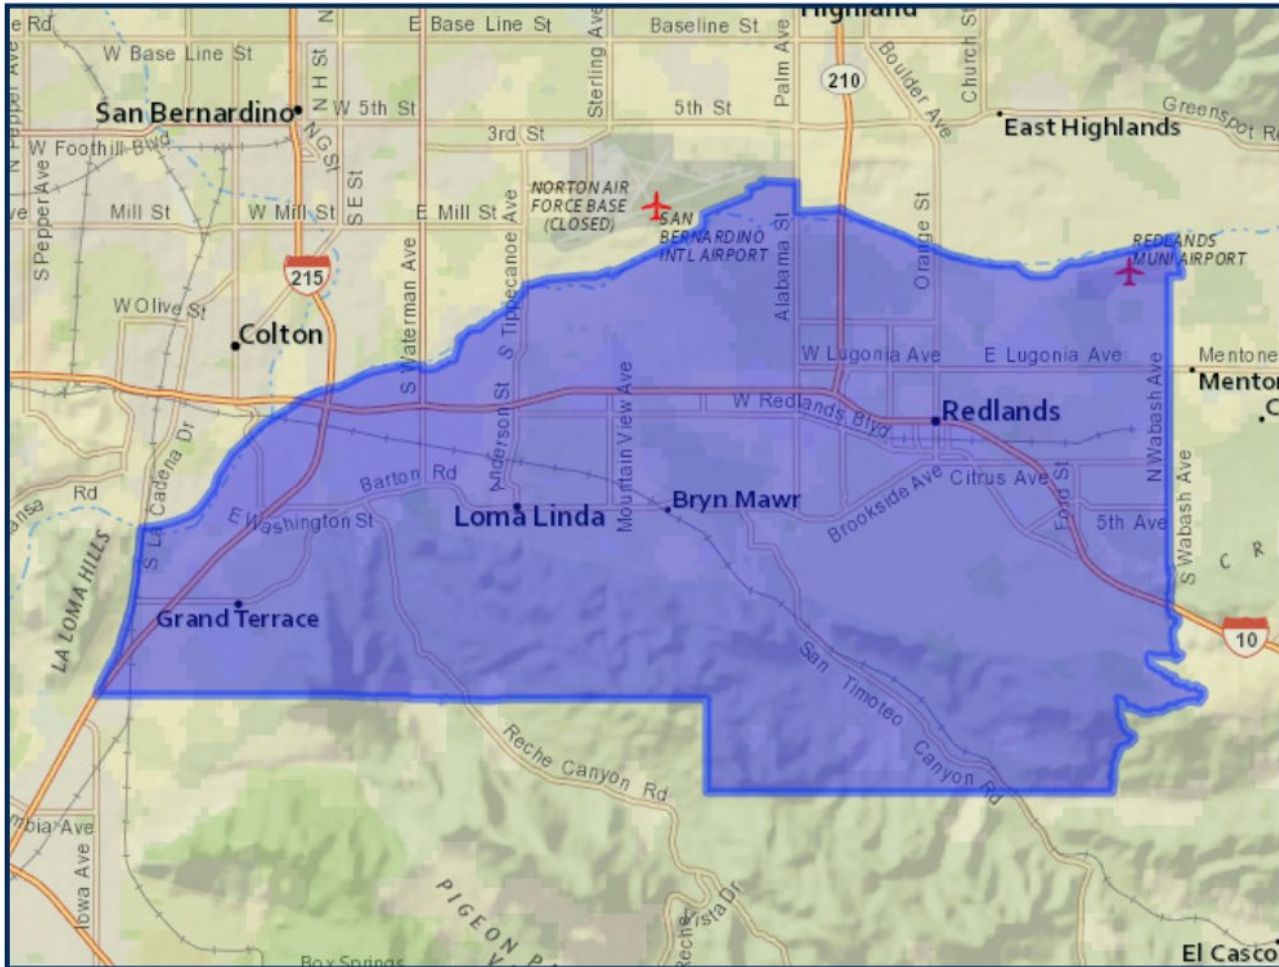 e Rd
E Base Line St
Baseline St
Highland
W Base Line St
N Pepper Ave
N H St
N
Sterling Ave
Palm Ave
210
Boulder Ave
Church St
San Bernardino
W 5th St
5th St
East Highlands
Greenspot R
3rd St
W Foothill Blvd
N G St
S Pepper Ave
ve
Mill St
W Mill St
S E St
E Mill St
NORTON AIR
FORCE BASE
(CLOSED)
SAN
BERNARDINO
INTL AIRPORT
Alabama St
Orange St
REDLANDS
MUNI AIRPORT
215
W Olive St
Colton
S Waterman Ave
S Tippecanoe Ave
W Lugonia Ave
E Lugonia Ave
Mentone
Mento
C
Anderson St
Mountain View Ave
W Redlands Blvd
Redlands
N Wabash Ave
S La Cadena Dr
Barton Rd
Rd
ansa
E Washington St
Loma Linda
Bryn Mawr
Brookside Ave
Citrus Ave
Ford St
5th Ave
S Wabash Ave
C R
LA LOMA HILLS
Grand Terrace
10
San Timoteo Canyon Rd
Reche Canyon Rd
mbia Ave
Iowa Ave
PIGEON P
V
Reche
Vista Dr
Box Springs
El Casco